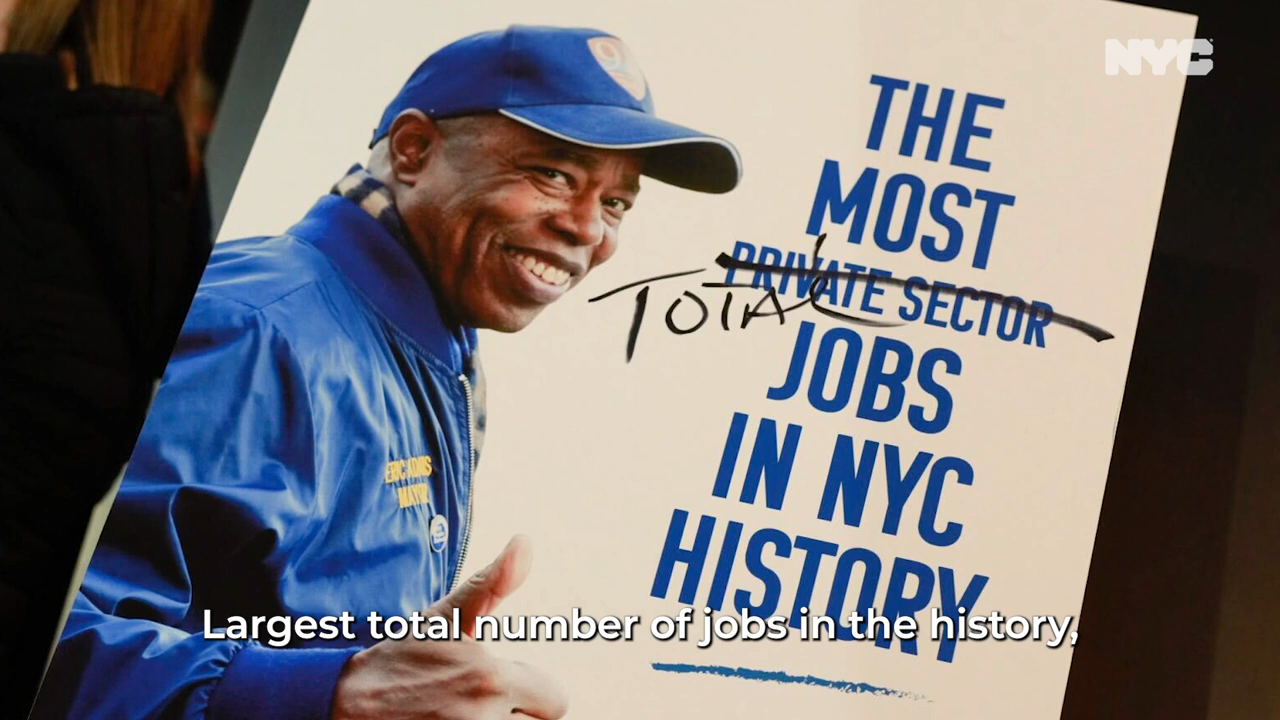 NYC
THE
MOST
PRIVATE SECTOR
TOTAL
JOBS
IN NYC
HISTORY
ERIC ADAMS
MAYOR
Largest total number of jobs in the history,